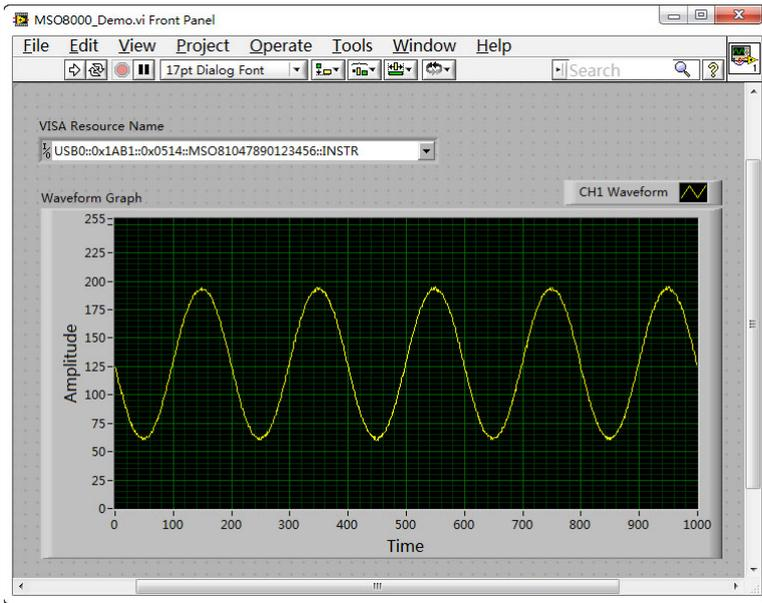 MSO8000_Demo.vi Front Panel
File Edit View Project Operate Tools Window Help
17pt Dialog Font
Search
1
VISA Resource Name
I/0 USB0::0x1AB1::0x0514::MSO81047890123456::INSTR
Waveform Graph
CH1 Waveform
255
225
200
175
150
125
100
75
50
25
0
Amplitude
0 100 200 300 400 500 600 700 800 900 1000
Time